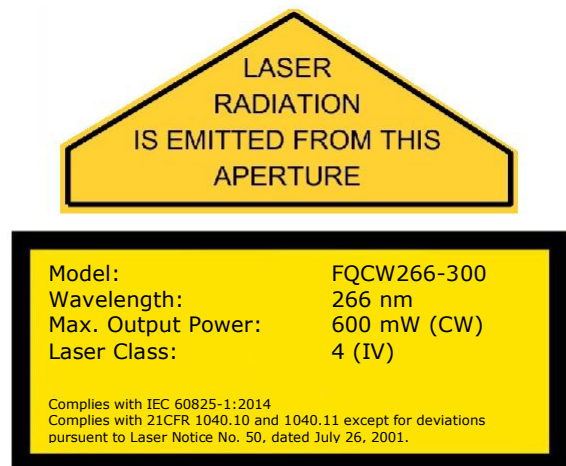 LASER
RADIATION
IS EMITTED FROM THIS
APERTURE
Model: FQCW266-300
Wavelength: 266 nm
Max. Output Power: 600 mW (CW)
Laser Class: 4 (IV)
Complies with IEC 60825-1:2014
Complies with 21CFR 1040.10 and 1040.11 except for deviations
pursuant to Laser Notice No. 50, dated July 26, 2001.